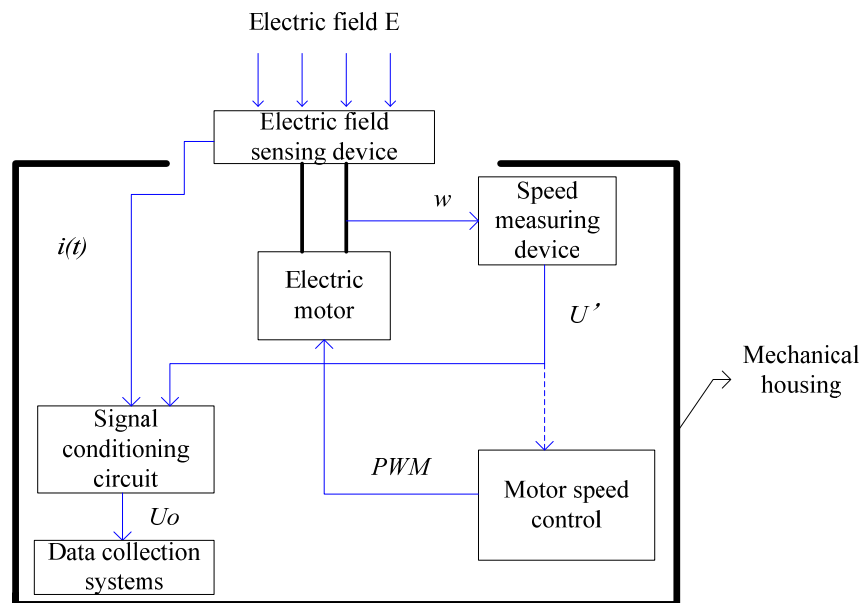 Electric field E
Electric field
sensing device
w
Speed
measuring
device
i(t)
Electric
motor
U’
Mechanical
housing
Signal
conditioning
circuit
PWM
Motor speed
control
Uo
Data collection
systems